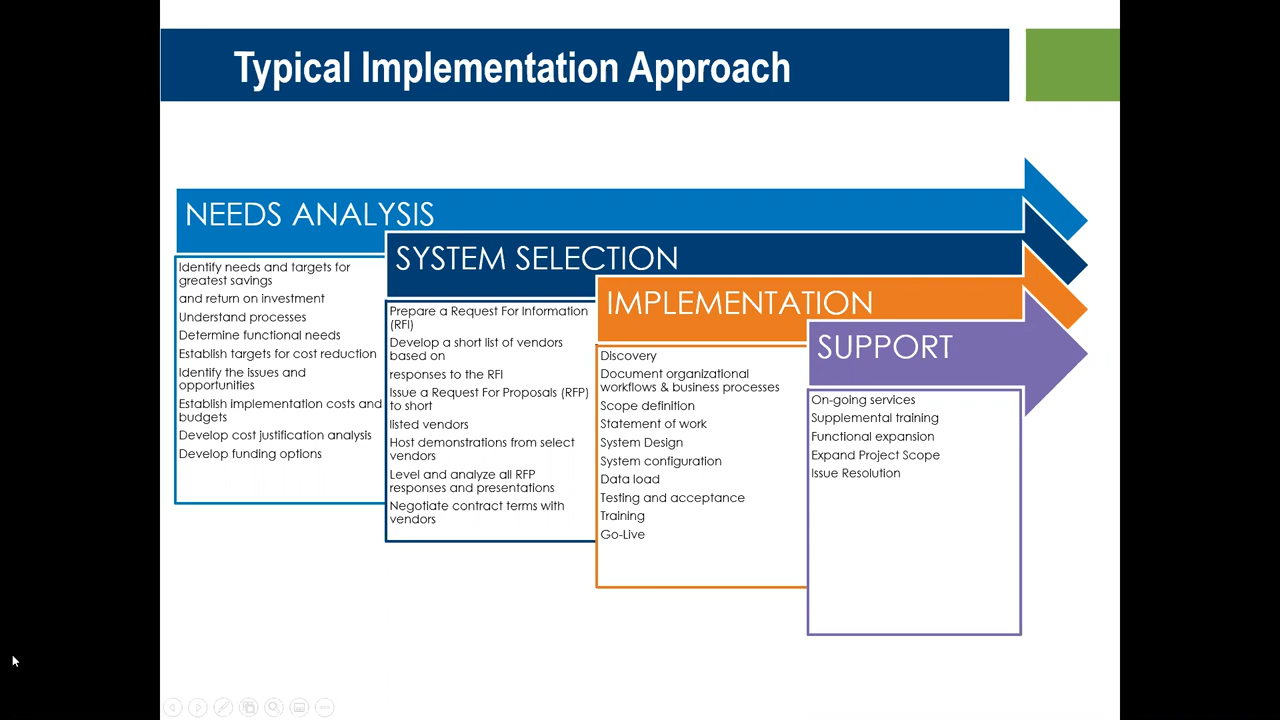 Typical Implementation Approach
NEEDS ANALYSIS
Identify needs and targets for
greatest savings
and return on investment
Understand processes
Determine functional needs
Establish targets for cost reduction
Identify the issues and
opportunities
Establish implementation costs and
budgets
Develop cost justification analysis
Develop funding options
SYSTEM SELECTION
Prepare a Request For Information
(RFI)
Develop a short list of vendors
based on
responses to the RFI
Issue a Request For Proposals (RFP)
to short
listed vendors
Host demonstrations from select
vendors
Level and analyze all RFP
responses and presentations
Negotiate contract terms with
vendors
IMPLEMENTATION
Discovery
Document organizational
workflows & business processes
Scope definition
Statement of work
System Design
System configuration
Data load
Testing and acceptance
Training
Go-Live
SUPPORT
On-going services
Supplemental training
Functional expansion
Expand Project Scope
Issue Resolution